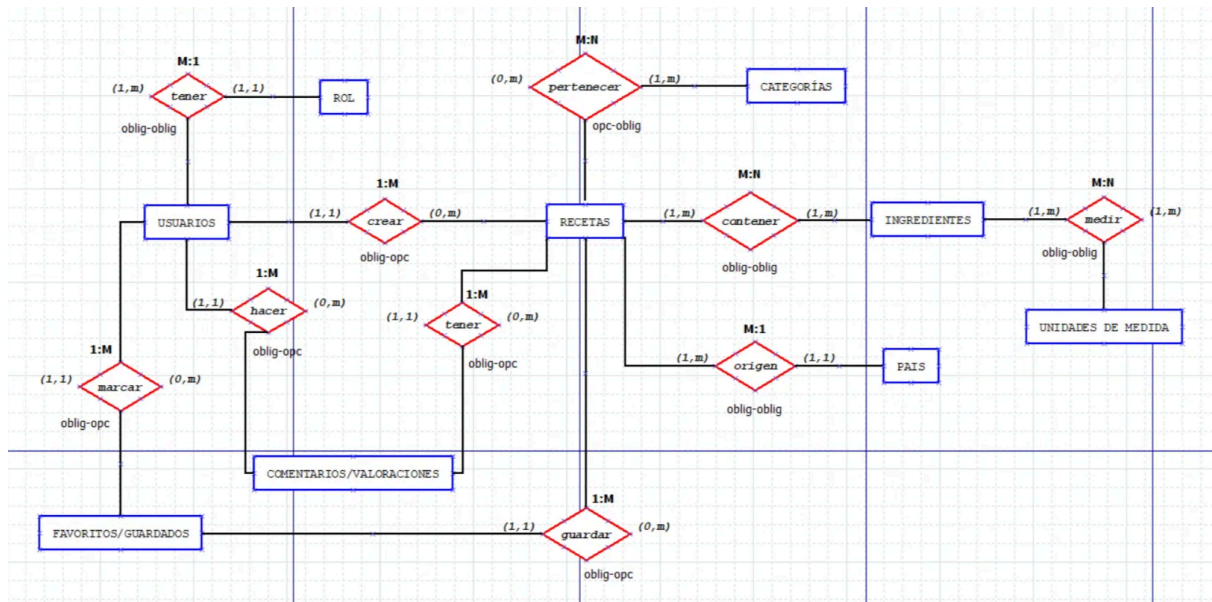 M:1
(1,m) tener (1,1) ROL
oblig-oblig
M:N
(0,m) pertenecer (1,m) CATEGORÍAS
opc-oblig
1:M
USUARIOS (1,1) crear (0,m) RECETAS
oblig-opc
M:N
(1,m) contener (1,m) INGREDIENTES
oblig-oblig
M:N
(1,m) medir (1,m)
oblig-oblig
UNIDADES DE MEDIDA
1:M
(1,1) hacer (0,m)
oblig-opc
1:M
(1,1) tener (0,m)
oblig-opc
M:1
(1,m) origen (1,1) PAIS
oblig-oblig
1:M
(1,1) marcar (0,m)
oblig-opc
COMENTARIOS/VALORACIONES
1:M
FAVORITOS/GUARDADOS (1,1) guardar (0,m)
oblig-opc